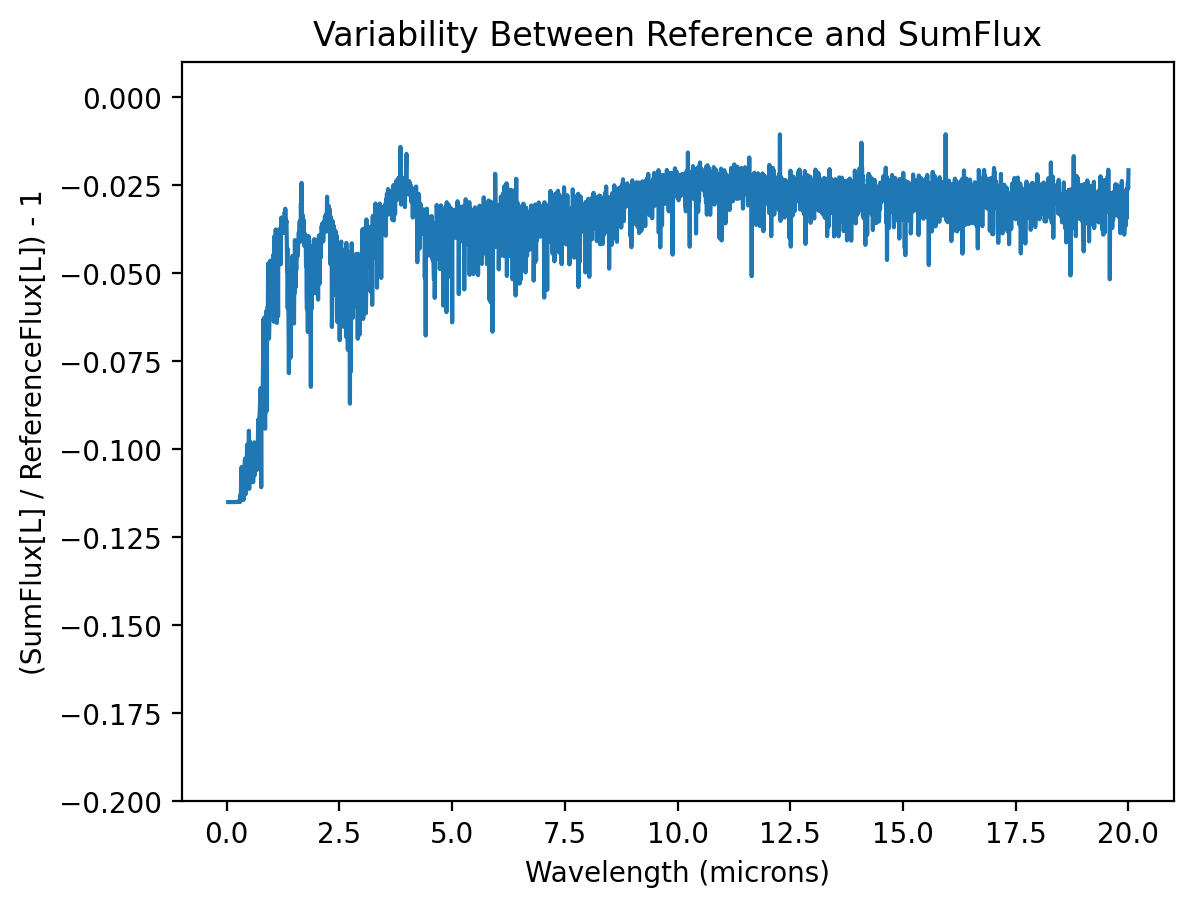 Variability Between Reference and SumFlux
(SumFlux[L] / ReferenceFlux[L]) - 1
0.000
−0.025
−0.050
−0.075
−0.100
−0.125
−0.150
−0.175
−0.200
0.0 2.5 5.0 7.5 10.0 12.5 15.0 17.5 20.0
Wavelength (microns)